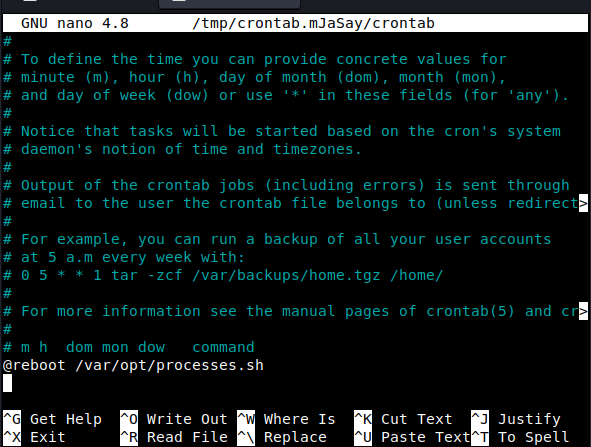 GNU nano 4.8 /tmp/crontab.mJaSay/crontab
#
# To define the time you can provide concrete values for
# minute (m), hour (h), day of month (dom), month (mon),
# and day of week (dow) or use '*' in these fields (for 'any').
#
# Notice that tasks will be started based on the cron's system
# daemon's notion of time and timezones.
#
# Output of the crontab jobs (including errors) is sent through
# email to the user the crontab file belongs to (unless redirect>
#
# For example, you can run a backup of all your user accounts
# at 5 a.m every week with:
# 0 5 * * 1 tar -zcf /var/backups/home.tgz /home/
#
# For more information see the manual pages of crontab(5) and cr>
#
# m h  dom mon dow   command
@reboot /var/opt/processes.sh
^G Get Help ^O Write Out ^W Where Is ^K Cut Text ^J Justify
^X Exit ^R Read File ^\ Replace ^U Paste Text ^T To Spell